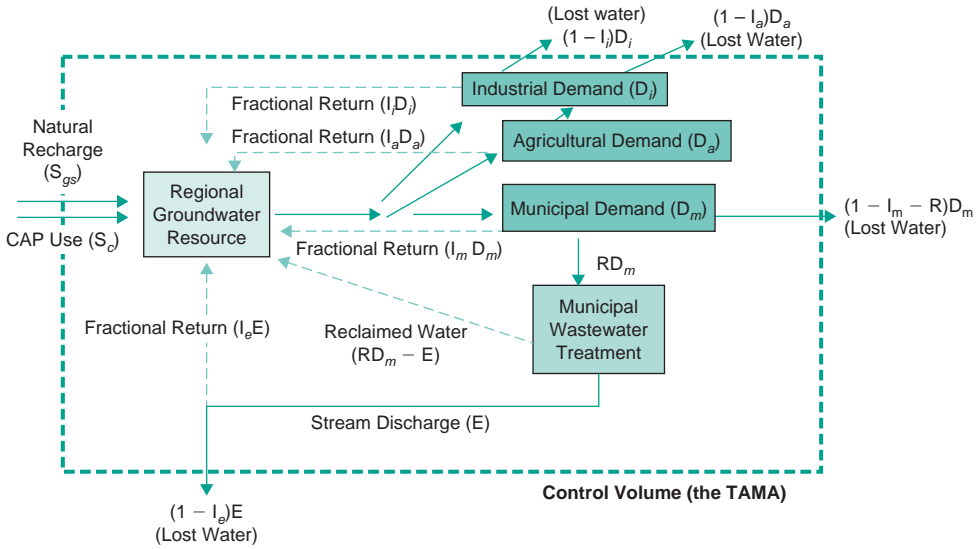 (Lost water)
(1 − I_i)D_i
(1 − I_a)D_a
(Lost Water)
Industrial Demand (D_i)
Fractional Return (I_iD_i)
Fractional Return (I_aD_a)
Agricultural Demand (D_a)
Natural
Recharge
(S_gs)
CAP Use (S_c)
Regional
Groundwater
Resource
Municipal Demand (D_m)
(1 − I_m − R)D_m
(Lost Water)
Fractional Return (I_m D_m)
RD_m
Municipal
Wastewater
Treatment
Fractional Return (I_eE)
Reclaimed Water
(RD_m − E)
Stream Discharge (E)
Control Volume (the TAMA)
(1 − I_e)E
(Lost Water)